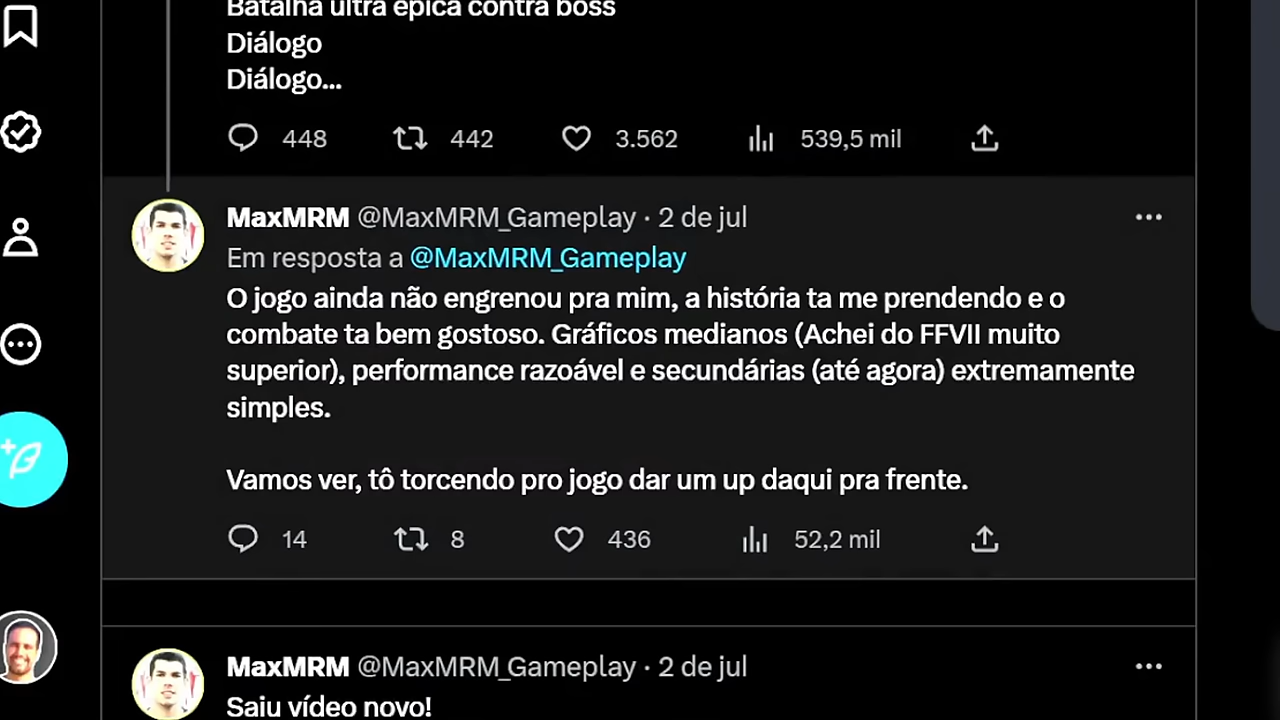 Batalha ultra épica contra boss
Diálogo
Diálogo...
448 442 3.562 539,5 mil
MaxMRM @MaxMRM_Gameplay · 2 de jul
Em resposta a @MaxMRM_Gameplay
O jogo ainda não engrenou pra mim, a história ta me prendendo e o
combate ta bem gostoso. Gráficos medianos (Achei do FFVII muito
superior), performance razoável e secundárias (até agora) extremamente
simples.
Vamos ver, tô torcendo pro jogo dar um up daqui pra frente.
14 8 436 52,2 mil
MaxMRM @MaxMRM_Gameplay · 2 de jul
Saiu vídeo novo!